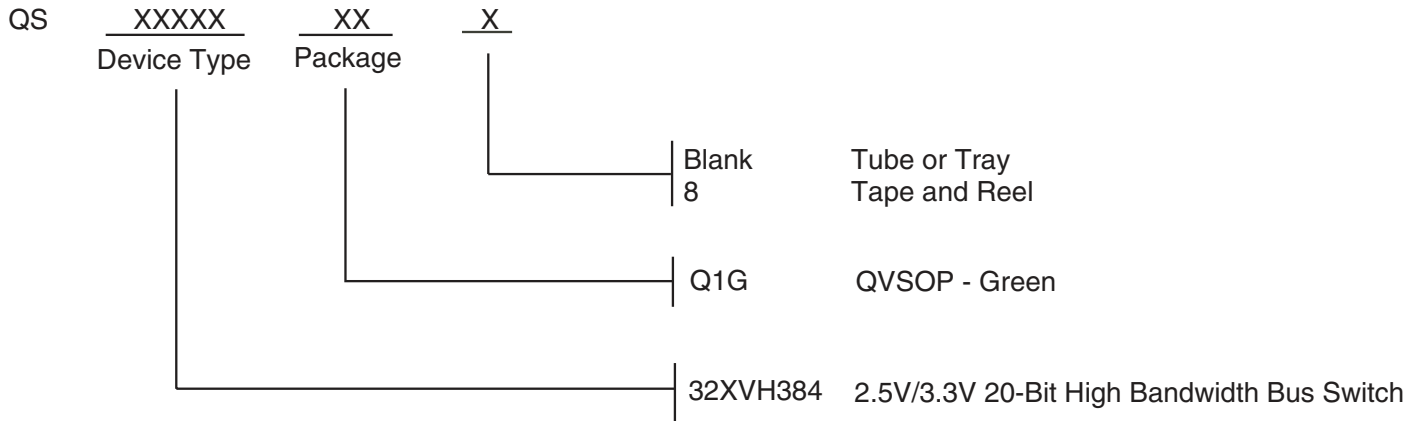 QS XXXXX XX X
Device Type Package
Blank Tube or Tray
8 Tape and Reel
Q1G QVSOP - Green
32XVH384 2.5V/3.3V 20-Bit High Bandwidth Bus Switch